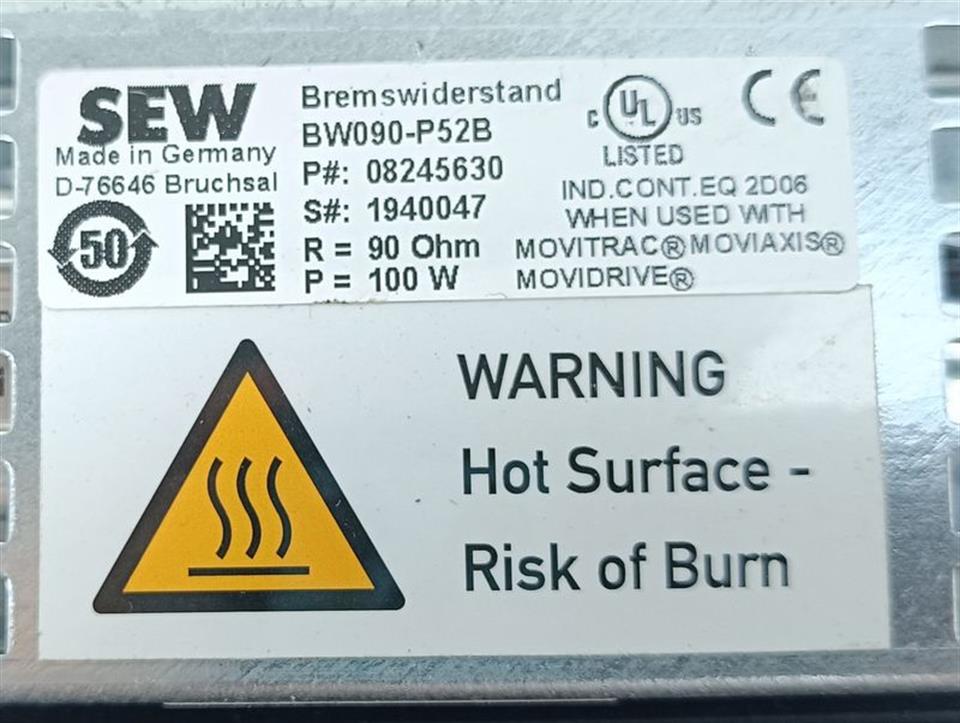 SEW
Made in Germany
D-76646 Bruchsal
50
Bremswiderstand
BW090-P52B
P#: 08245630
S#: 1940047
R = 90 Ohm
P = 100 W
C UL US
LISTED
CE
IND.CONT.EQ 2D06
WHEN USED WITH
MOVITRAC® MOVIAXIS®
MOVIDRIVE®
WARNING
Hot Surface -
Risk of Burn